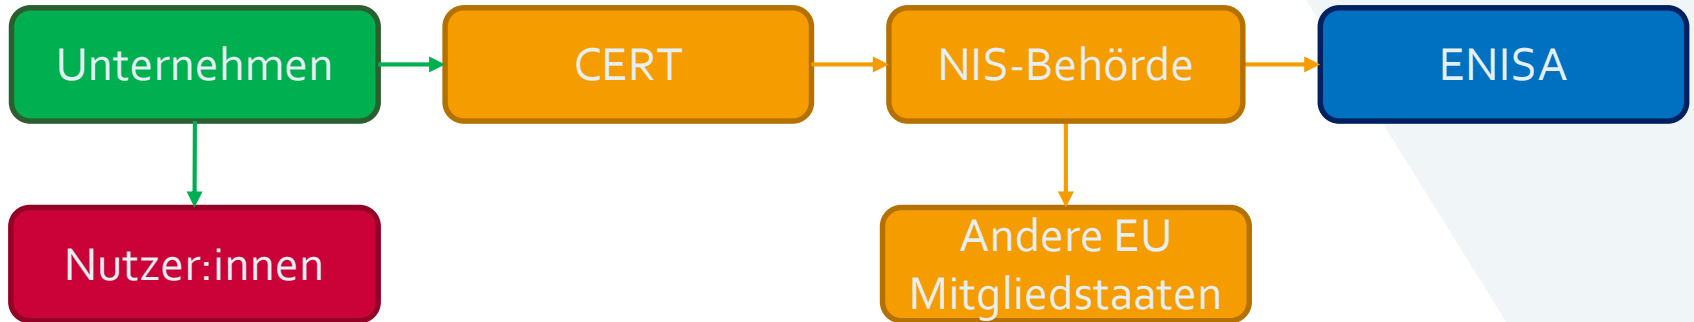 Unternehmen
CERT
NIS-Behörde
ENISA
Nutzer:innen
Andere EU
Mitgliedstaaten